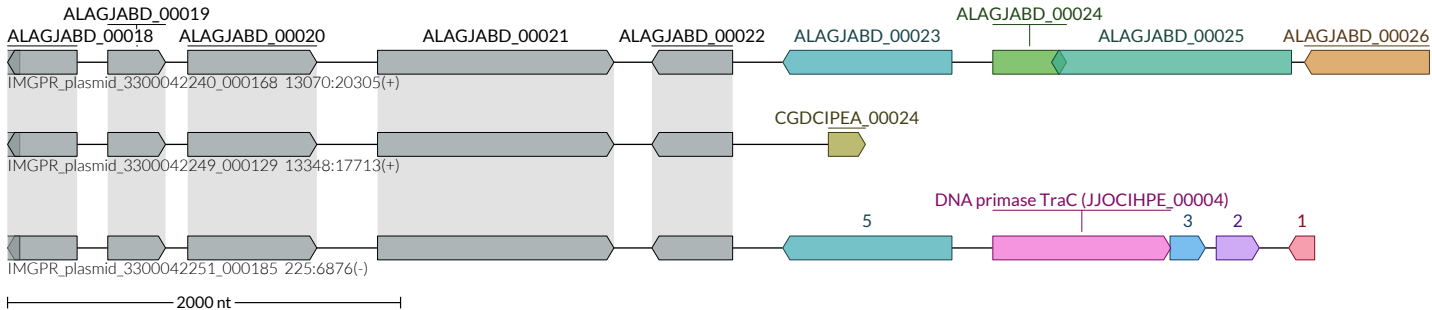 ALAGJABD_00019
ALAGJABD_00024
ALAGJABD_00018 ALAGJABD_00020 ALAGJABD_00021 ALAGJABD_00022 ALAGJABD_00023 ALAGJABD_00025 ALAGJABD_00026
IMGPR_plasmid_3300042240_000168 13070:20305(+)
CGDCIPEA_00024
IMGPR_plasmid_3300042249_000129 13348:17713(+)
DNA primase TraC (JJOCIHPE_00004)
5 3 2 1
IMGPR_plasmid_3300042251_000185 225:6876(-)
2000 nt